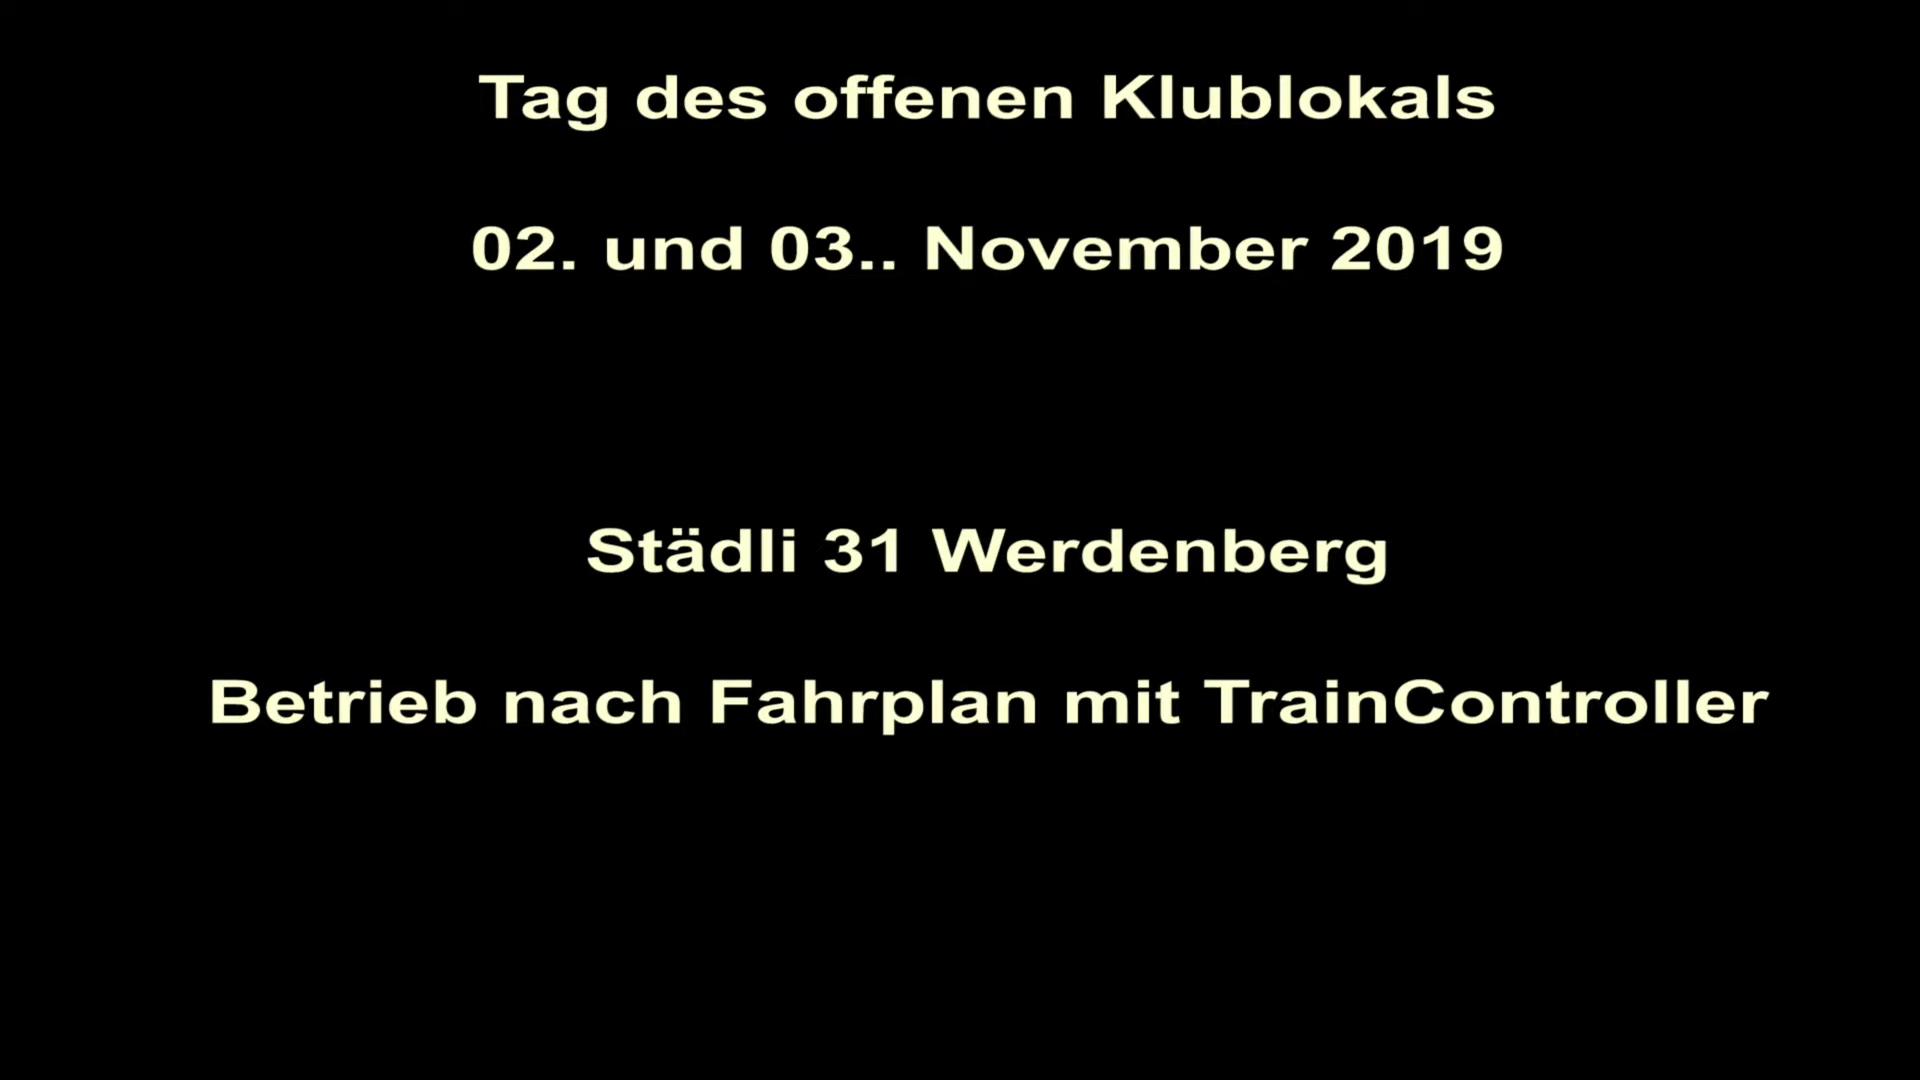 Tag des offenen Klublokals
02. und 03.. November 2019
Städli 31 Werdenberg
Betrieb nach Fahrplan mit TrainController